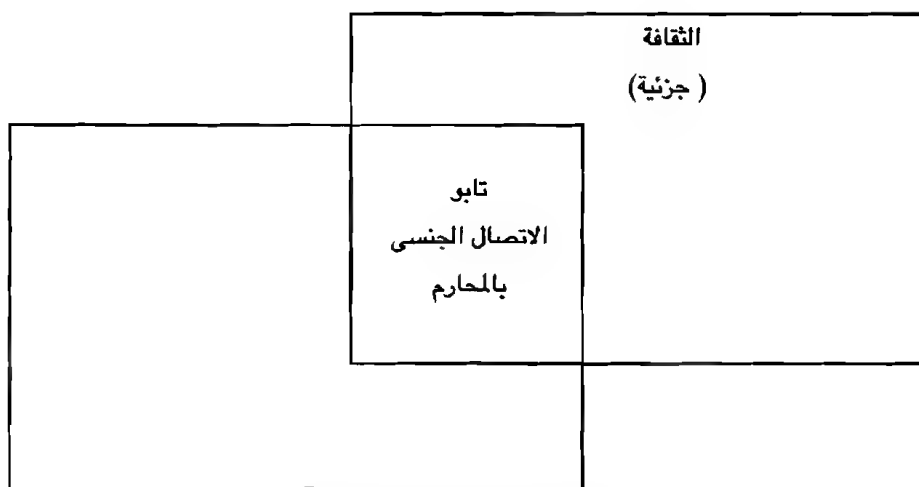 الثقافة
( جزئية)
تابو
الاتصال الجنسى
بالمحارم